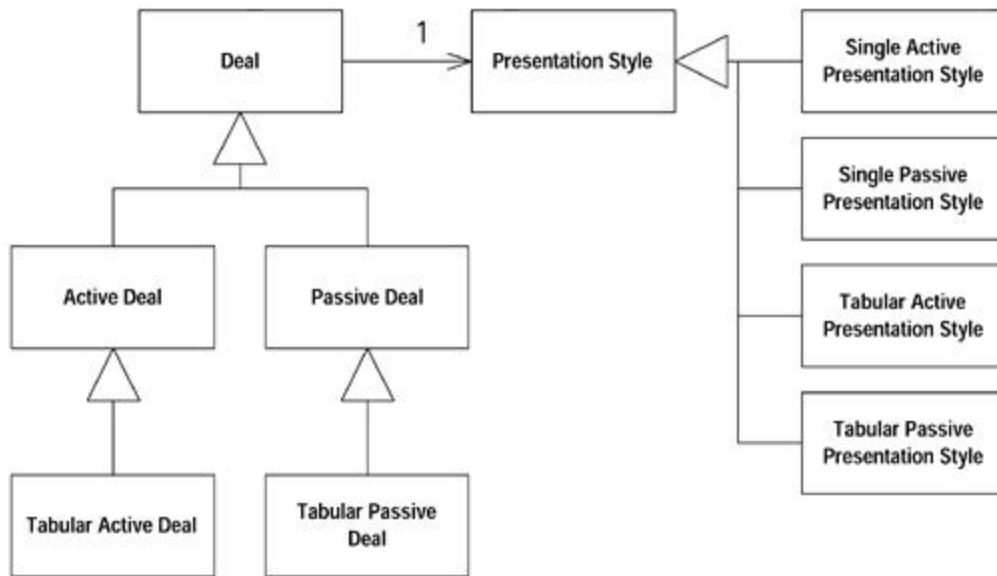 Deal
1
Presentation Style
Single Active
Presentation Style
Single Passive
Presentation Style
Active Deal
Passive Deal
Tabular Active
Presentation Style
Tabular Passive
Presentation Style
Tabular Active Deal
Tabular Passive
Deal